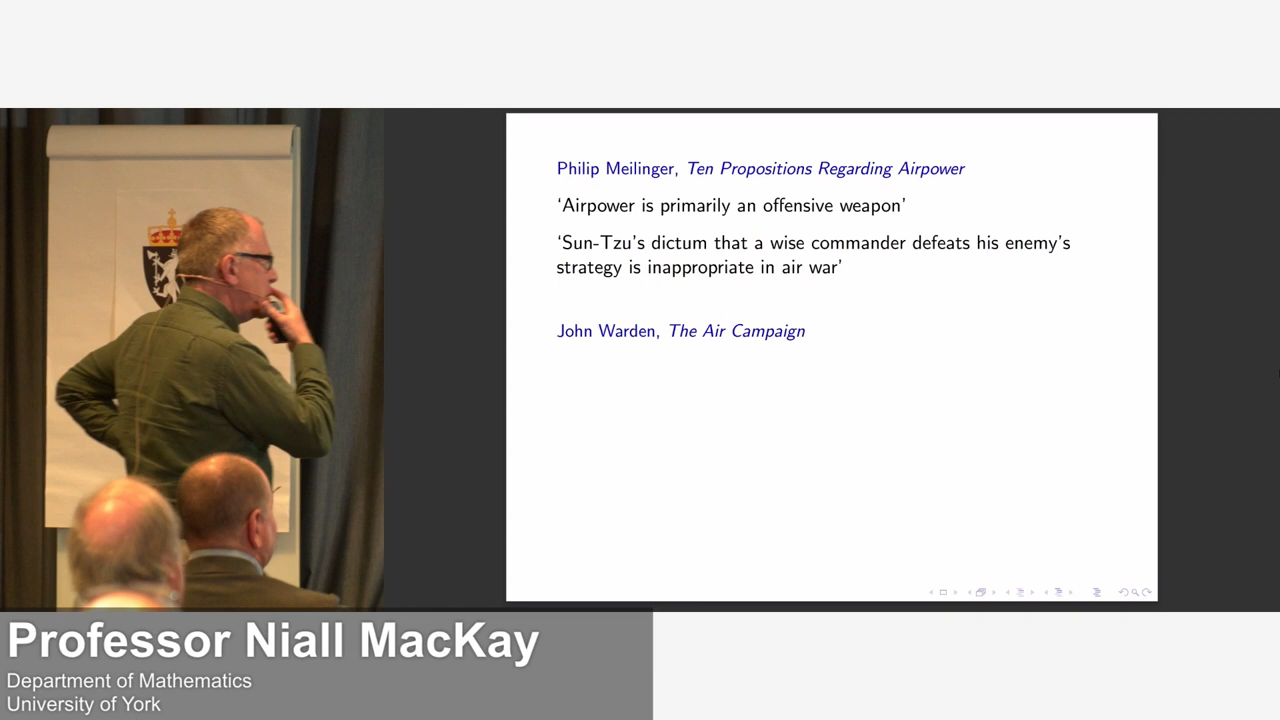 Philip Meilinger, Ten Propositions Regarding Airpower
‘Airpower is primarily an offensive weapon’
‘Sun-Tzu’s dictum that a wise commander defeats his enemy’s
strategy is inappropriate in air war’
John Warden, The Air Campaign
Professor Niall MacKay
Department of Mathematics
University of York